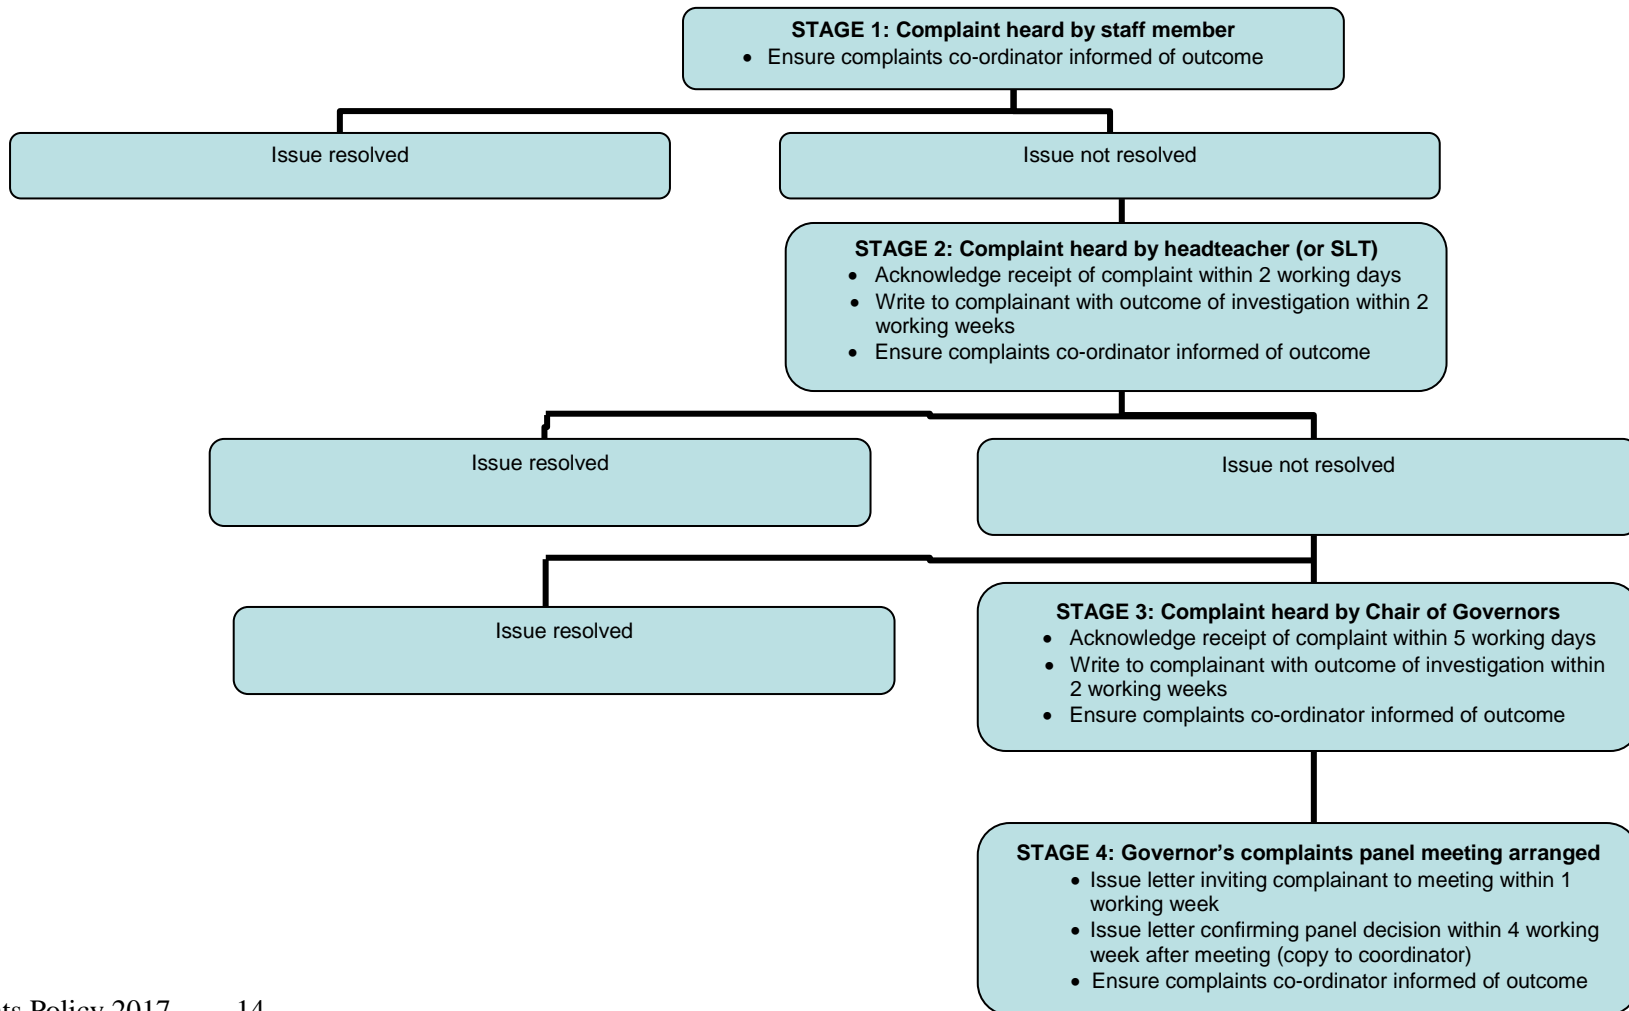 STAGE 1: Complaint heard by staff member
• Ensure complaints co-ordinator informed of outcome
Issue resolved
Issue not resolved
STAGE 2: Complaint heard by headteacher (or SLT)
• Acknowledge receipt of complaint within 2 working days
• Write to complainant with outcome of investigation within 2
working weeks
• Ensure complaints co-ordinator informed of outcome
Issue resolved
Issue not resolved
Issue resolved
STAGE 3: Complaint heard by Chair of Governors
• Acknowledge receipt of complaint within 5 working days
• Write to complainant with outcome of investigation within
2 working weeks
• Ensure complaints co-ordinator informed of outcome
STAGE 4: Governor’s complaints panel meeting arranged
• Issue letter inviting complainant to meeting within 1
working week
• Issue letter confirming panel decision within 4 working
week after meeting (copy to coordinator)
• Ensure complaints co-ordinator informed of outcome
Policy 2017 14